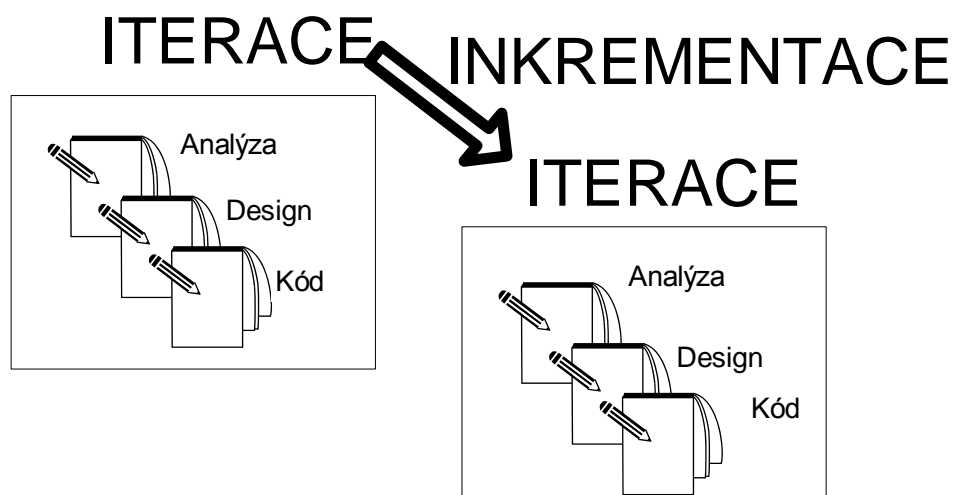 ITERACE
INKREMENTACE
Analýza
Design
Kód
ITERACE
Analýza
Design
Kód